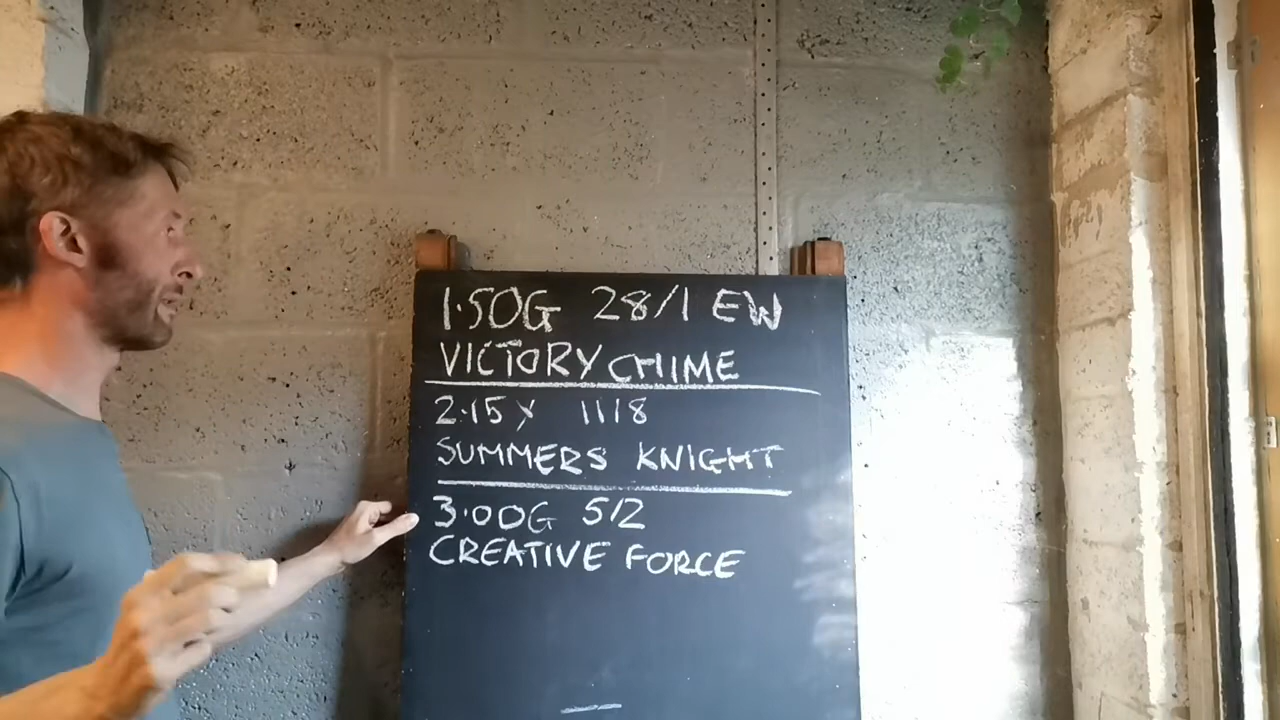 1.50G 28/1 EW
VICTORY CHIME
2.15Y 11/8
SUMMERS KNIGHT
3.00G 5/2
CREATIVE FORCE